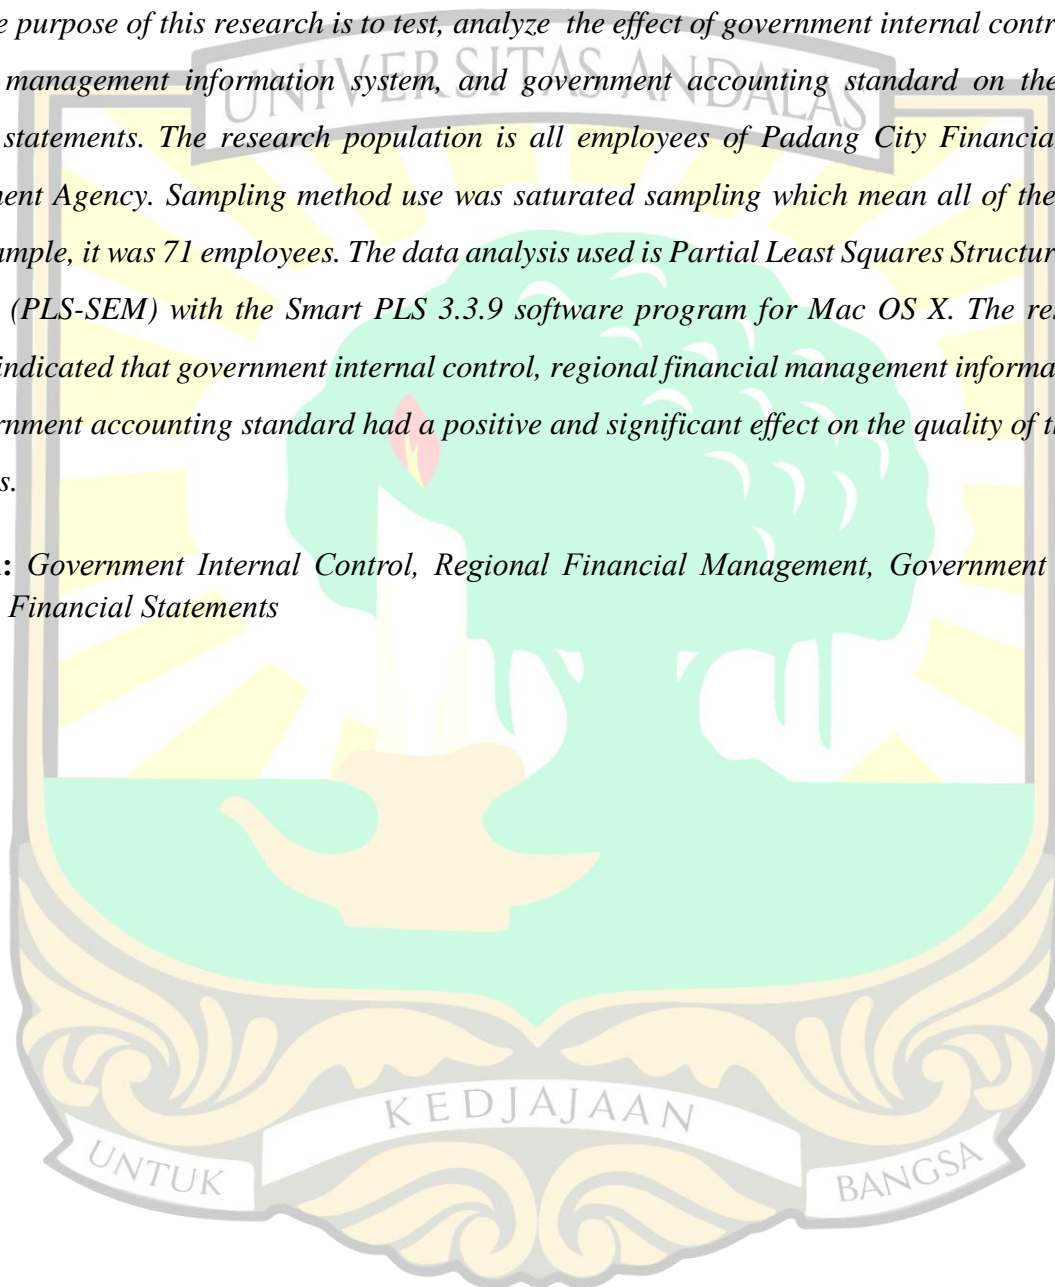 e purpose of this research is to test, analyze the effect of government internal contr
management information system, and government accounting standard on the
statements. The research population is all employees of Padang City Financia
ent Agency. Sampling method use was saturated sampling which mean all of the
ample, it was 71 employees. The data analysis used is Partial Least Squares Structur
(PLS-SEM) with the Smart PLS 3.3.9 software program for Mac OS X. The re
indicated that government internal control, regional financial management informa
rnment accounting standard had a positive and significant effect on the quality of t
s.
: Government Internal Control, Regional Financial Management, Government
Financial Statements
UNIVERSITAS ANDALAS
UNTUK KEDJAJAAN BANGSA